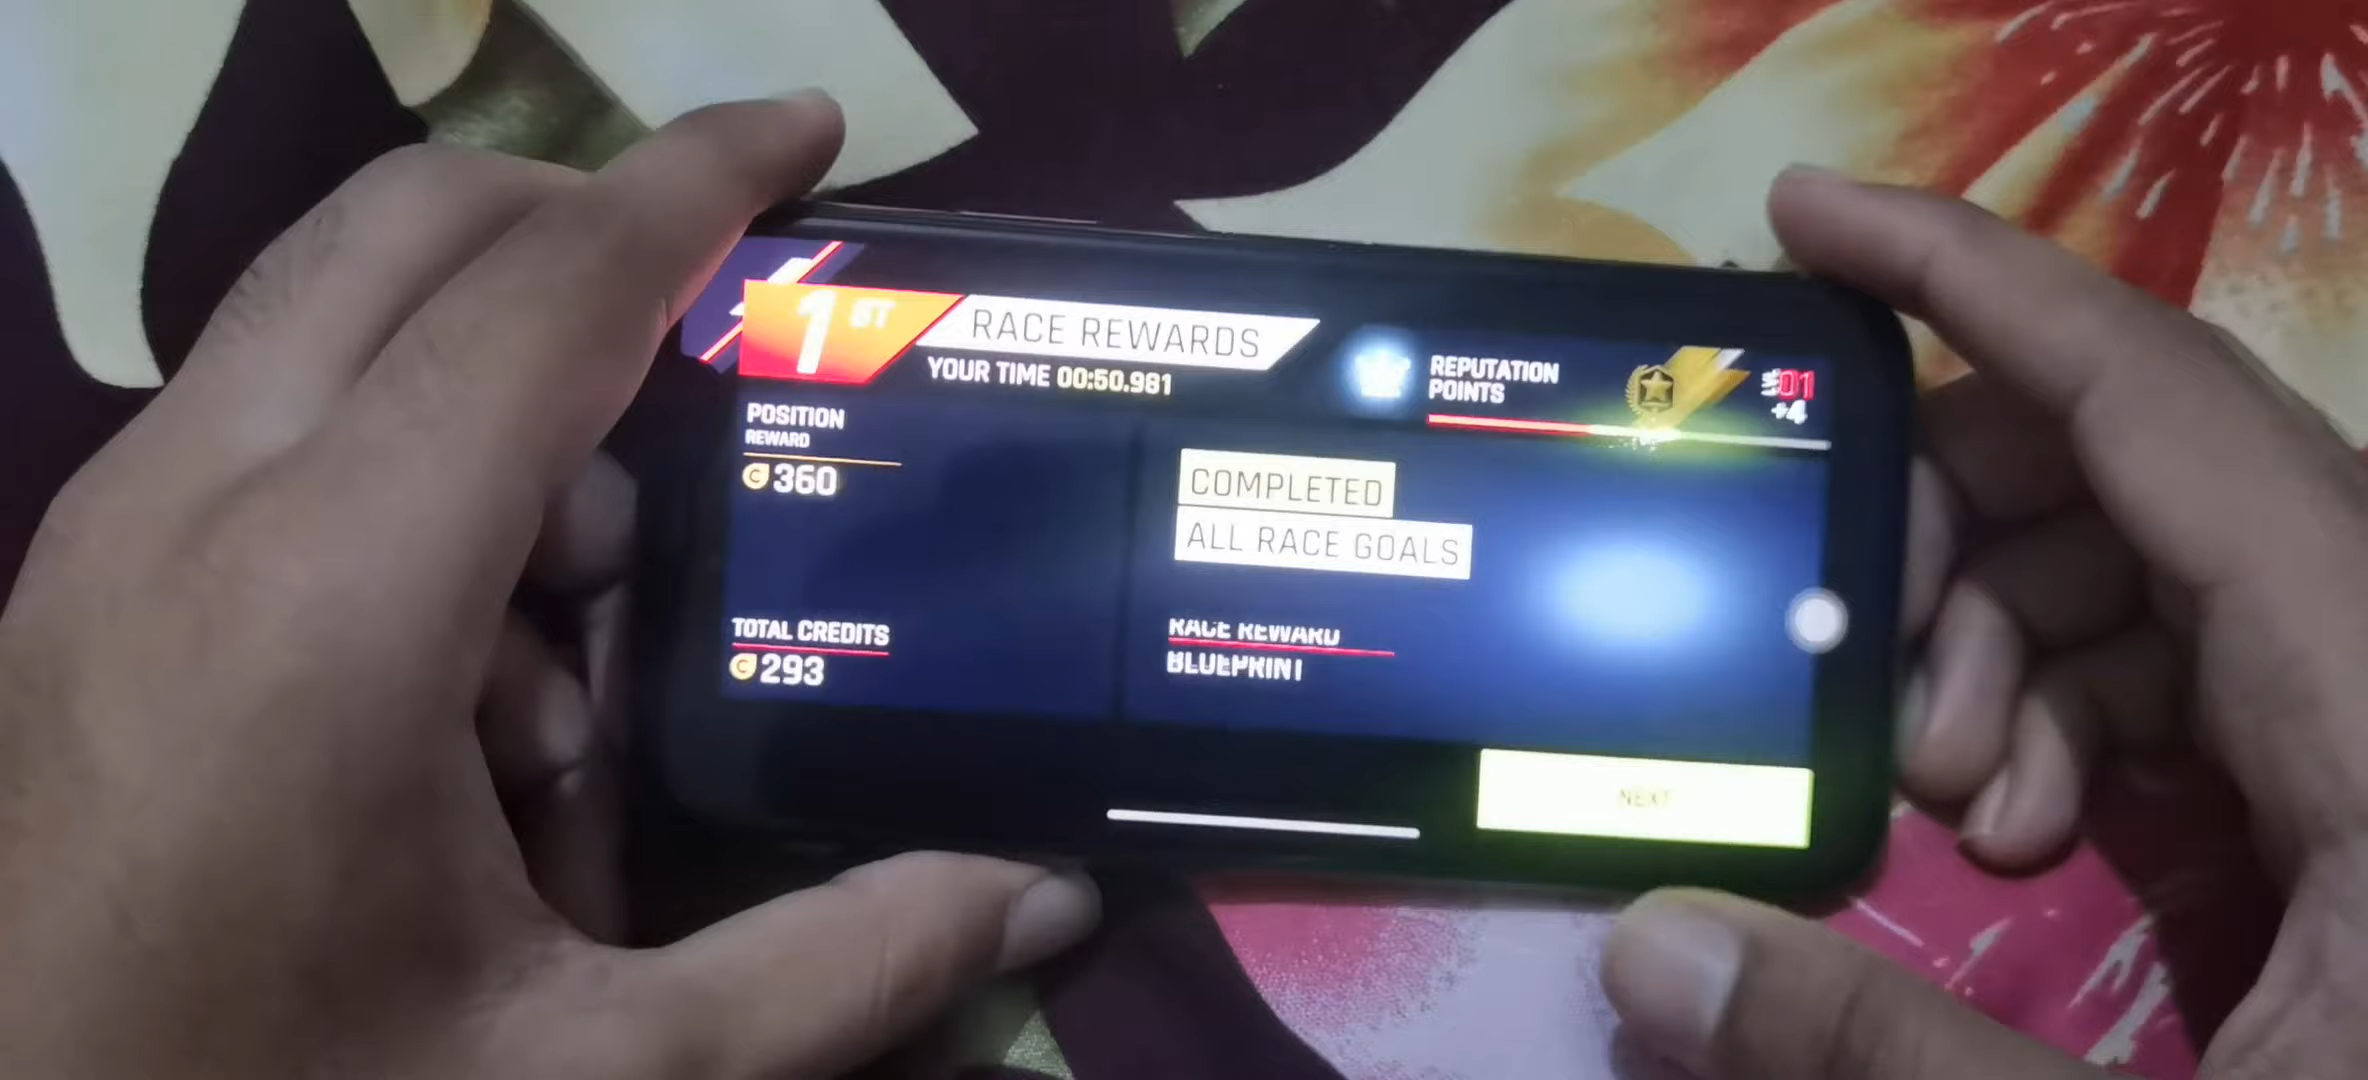 1ST
RACE REWARDS
YOUR TIME 00:50.981
REPUTATION
POINTS
+4
POSITION
REWARD
360
COMPLETED
ALL RACE GOALS
TOTAL CREDITS
293
RACE REWARD
BLUEPRINT
NEXT